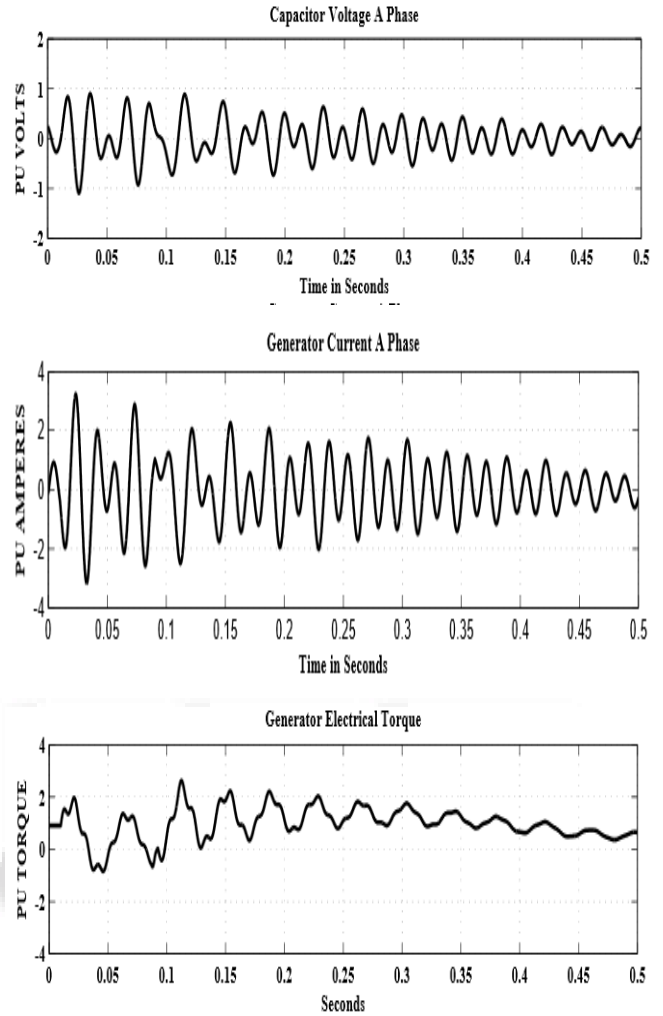 Capacitor Voltage A Phase
2
1
0
-1
-2
PU VOLTS
0 0.05 0.1 0.15 0.2 0.25 0.3 0.35 0.4 0.45 0.5
Time in Seconds
Generator Current A Phase
4
2
0
-2
-4
PU AMPERES
0 0.05 0.1 0.15 0.2 0.25 0.3 0.35 0.4 0.45 0.5
Time in Seconds
Generator Electrical Torque
4
2
0
-2
-4
PU TORQUE
0 0.05 0.1 0.15 0.2 0.25 0.3 0.35 0.4 0.45 0.5
Seconds